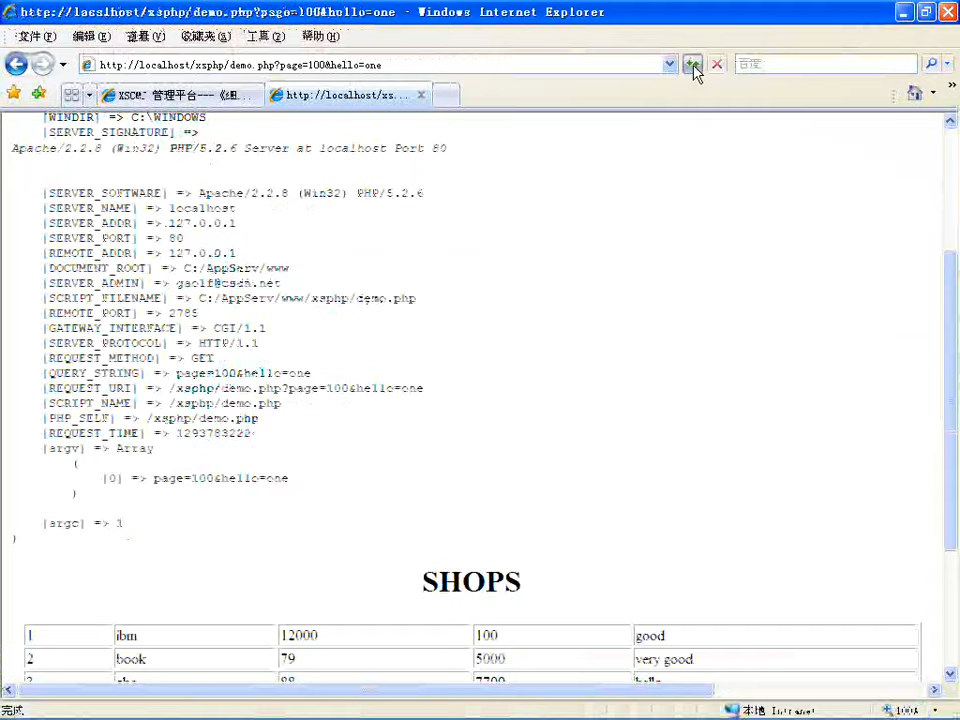 http://localhost/xsphp/demo.php?page=100&hello=one - Windows Internet Explorer
文件(F) 编辑(E) 查看(V) 收藏夹(A) 工具(T) 帮助(H)
http://localhost/xsphp/demo.php?page=100&hello=one 百度
管理平台---《细... http://localhost/xs...
[WINDIR] => C:\WINDOWS
[SERVER_SIGNATURE] =>
Apache/2.2.8 (Win32) PHP/5.2.6 Server at localhost Port 80
[SERVER_SOFTWARE] => Apache/2.2.8 (Win32) PHP/5.2.6
[SERVER_NAME] => localhost
[SERVER_ADDR] => 127.0.0.1
[SERVER_PORT] => 80
[REMOTE_ADDR] => 127.0.0.1
[DOCUMENT_ROOT] => C:/AppServ/www
[SERVER_ADMIN] => gaolf@csdn.net
[SCRIPT_FILENAME] => C:/AppServ/www/xsphp/demo.php
[REMOTE_PORT] => 2785
[GATEWAY_INTERFACE] => CGI/1.1
[SERVER_PROTOCOL] => HTTP/1.1
[REQUEST_METHOD] => GET
[QUERY_STRING] => page=100&hello=one
[REQUEST_URI] => /xsphp/demo.php?page=100&hello=one
[SCRIPT_NAME] => /xsphp/demo.php
[PHP_SELF] => /xsphp/demo.php
[REQUEST_TIME] => 1293783222
[argv] => Array
(
[0] => page=100&hello=one
)
[argc] => 1
)
SHOPS
1 ibm 12000 100 good
2 book 79 5000 very good
88 7700 hello
完成 本地 Intranet 100%